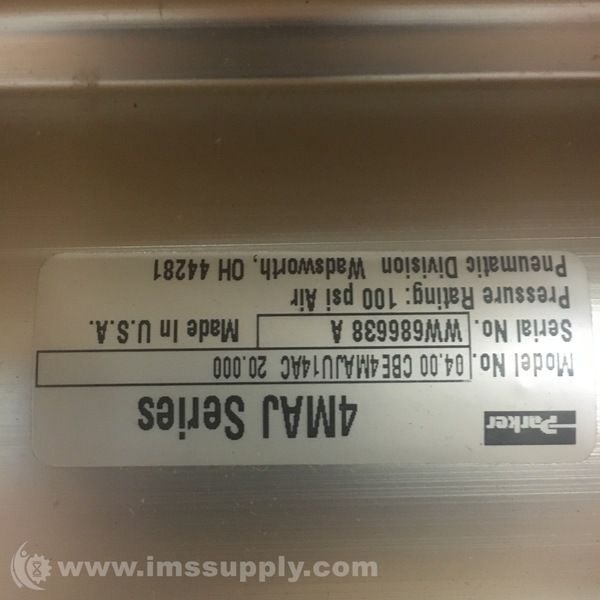 Parker 4MAJ Series
Model No. 04.00 CBE4MAJU14AC 20.000
Serial No. WW686638 A Made In U.S.A.
Pressure Rating: 100 psi Air
Pneumatic Division Wadsworth, OH 44281
www.imssupply.com